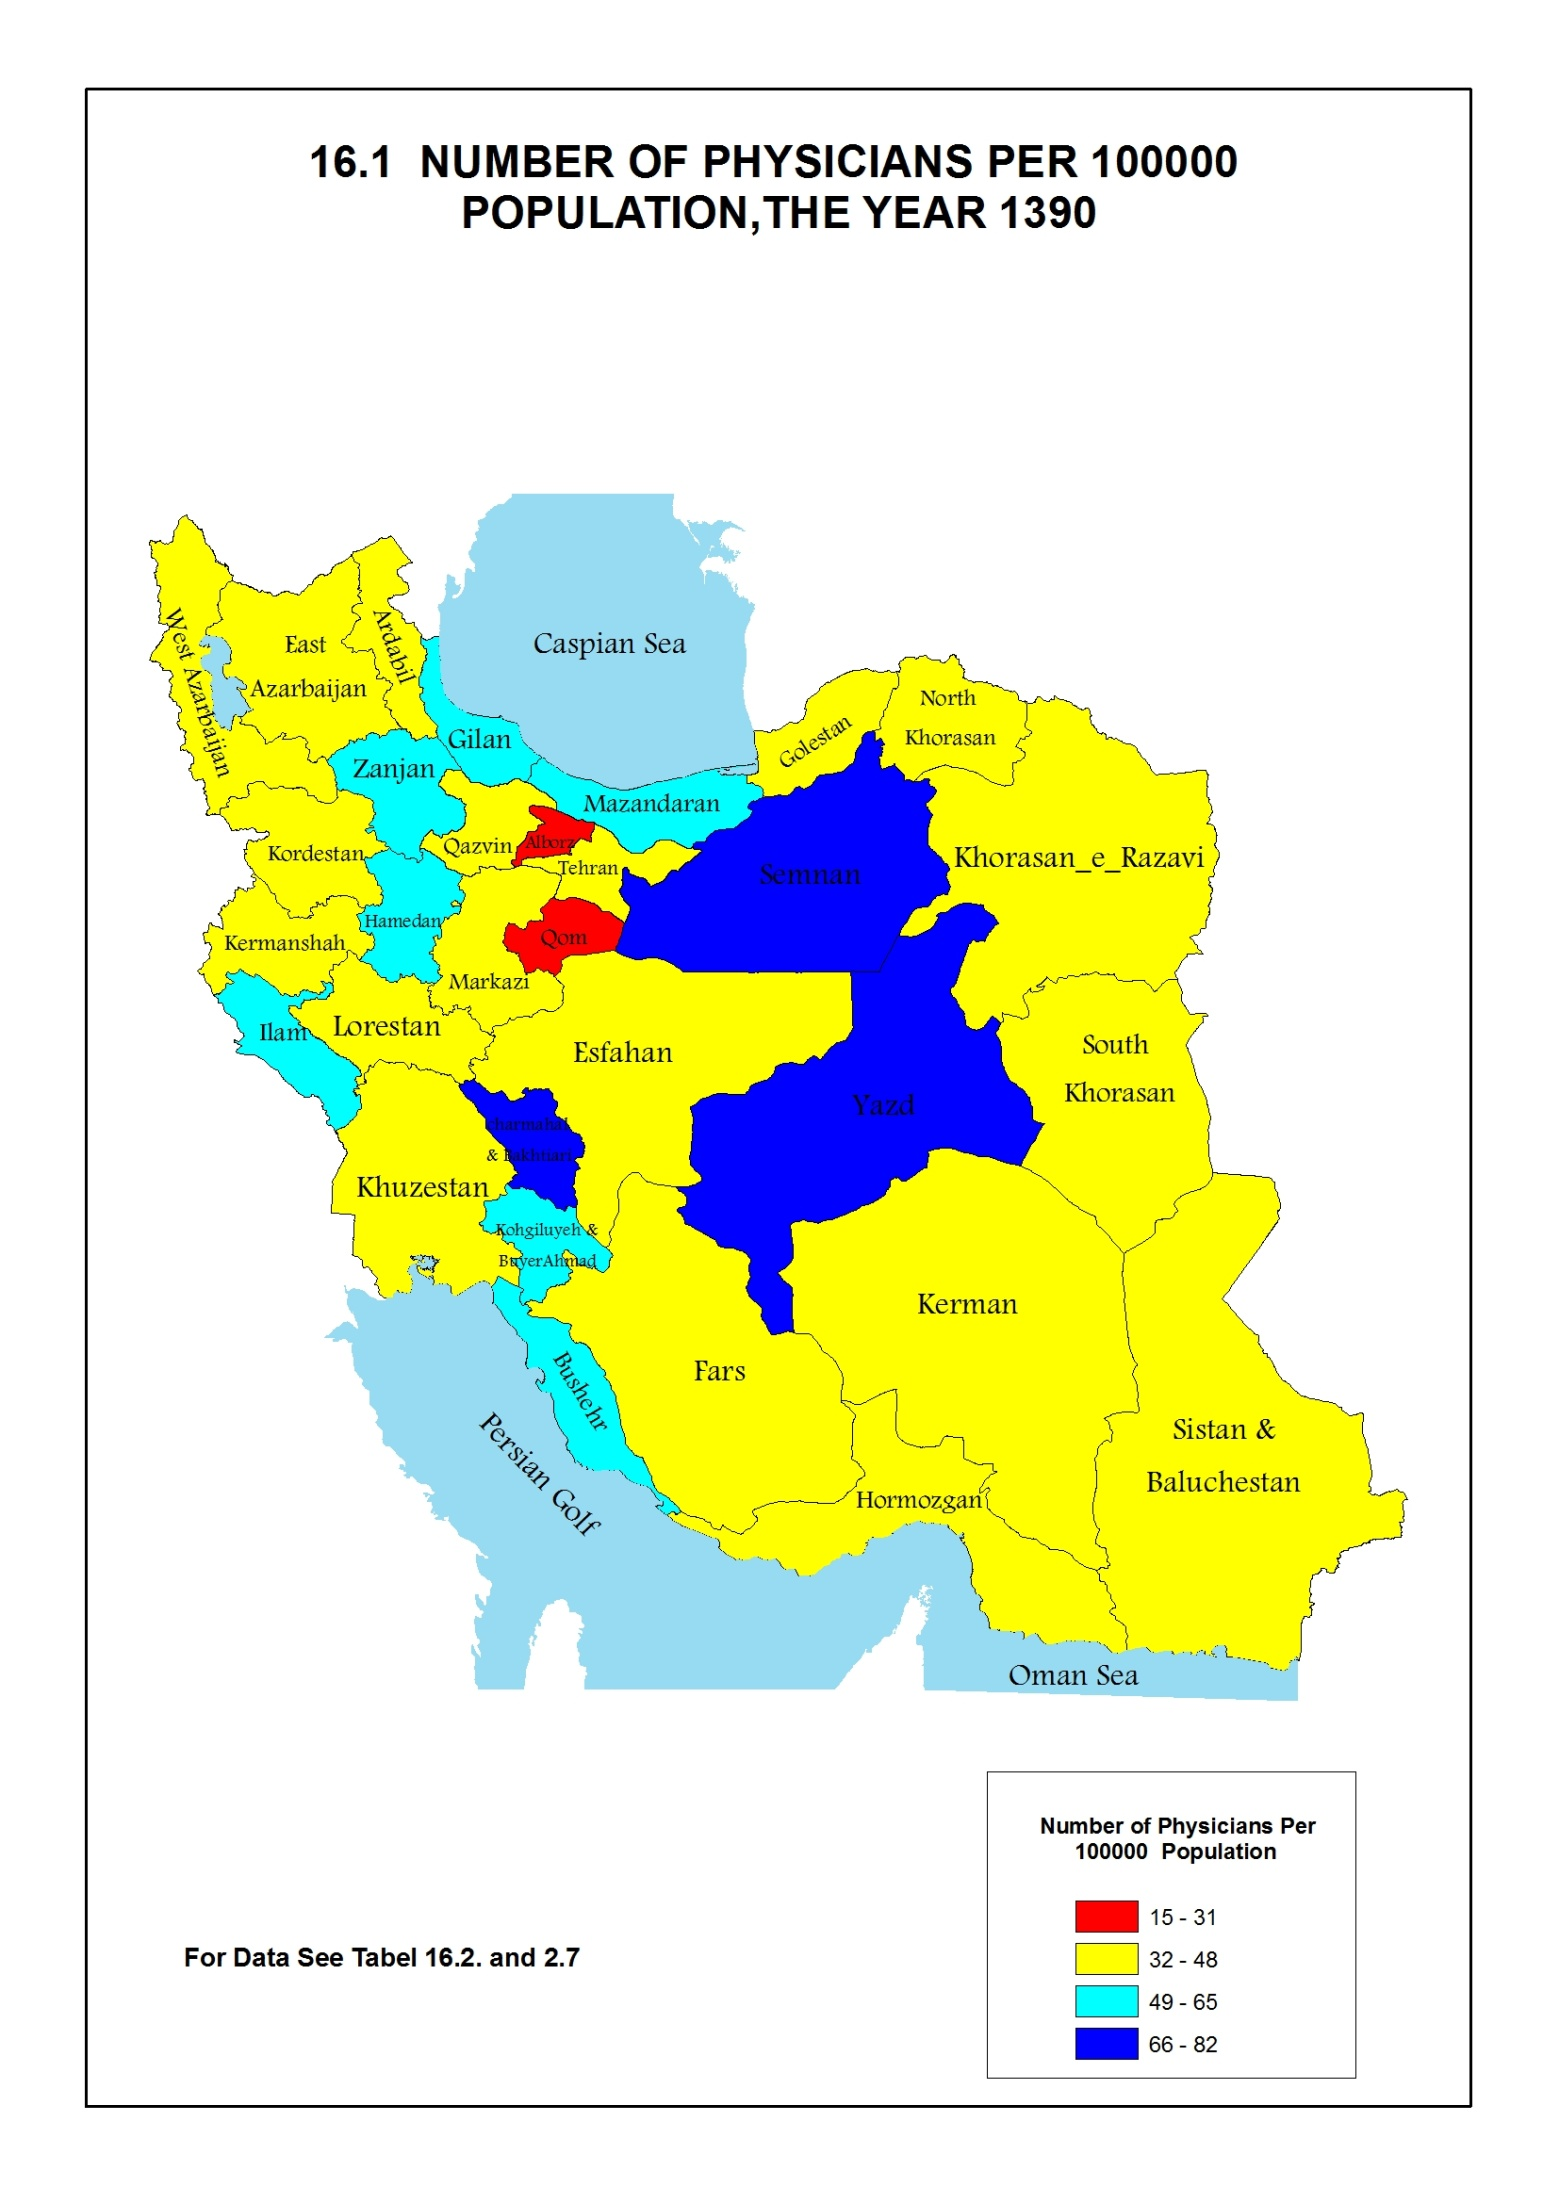 16.1 NUMBER OF PHYSICIANS PER 100000
POPULATION,THE YEAR 1390
Caspian Sea
West Azarbaijan
East
Azarbaijan
Ardabil
Gilan
Zanjan
Mazandaran
Golestan
North
Khorasan
Kordestan
Qazvin
Alborz
Tehran
Semnan
Khorasan_e_Razavi
Hamedan
Kermanshah
Qom
Markazi
Ilam
Lorestan
Esfahan
South
Khorasan
Yazd
& Bakhtiari
Khuzestan
Kohgiluyeh &
BuyerAhmad
Kerman
Fars
Bushehr
Persian Golf
Sistan &
Baluchestan
Hormozgan
Oman Sea
Number of Physicians Per
100000 Population
15 - 31
32 - 48
49 - 65
66 - 82
For Data See Tabel 16.2. and 2.7